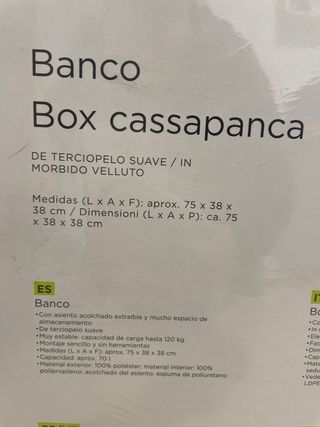 Banco
Box cassapanca
DE TERCIOPELO SUAVE / IN
MORBIDO VELLUTO
Medidas (L x A x F): aprox. 75 x 38 x
38 cm / Dimensioni (L x A x P): ca. 75
x 38 x 38 cm
ES
Banco
• Con asiento acolchado extraíble y mucho espacio de
almacenamiento
• De terciopelo suave
• Muy estable: capacidad de carga hasta 120 kg
• Montaje sencillo y sin herramientas
• Medidas (L x A x F): aprox. 75 x 38 x 38 cm
• Capacidad: aprox. 70 l
• Material exterior: 100% poliéster; material interior: 100%
polipropileno; acolchado del asiento: espuma de poliuretano